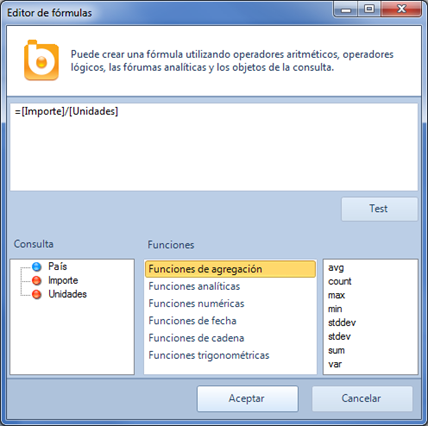 Editor de fórmulas
Puede crear una fórmula utilizando operadores aritméticos, operadores
lógicos, las fórumas analíticas y los objetos de la consulta.
=[Importe]/[Unidades]
Test
Consulta
Funciones
País
Importe
Unidades
Funciones de agregación
Funciones analíticas
Funciones numéricas
Funciones de fecha
Funciones de cadena
Funciones trigonométricas
avg
count
max
min
stddev
stdev
sum
var
Aceptar
Cancelar